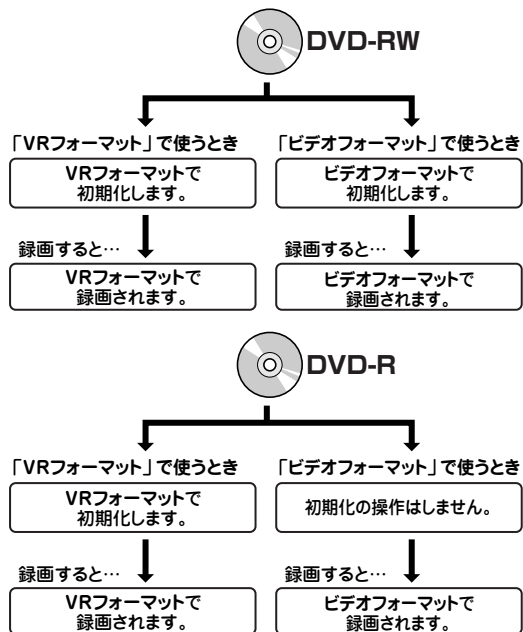 DVD-RW
「VRフォーマット」で使うとき
VRフォーマットで
初期化します。
録画すると…
VRフォーマットで
録画されます。
「ビデオフォーマット」で使うとき
ビデオフォーマットで
初期化します。
録画すると…
ビデオフォーマットで
録画されます。
DVD-R
「VRフォーマット」で使うとき
VRフォーマットで
初期化します。
録画すると…
VRフォーマットで
録画されます。
「ビデオフォーマット」で使うとき
初期化の操作はしません。
録画すると…
ビデオフォーマットで
録画されます。